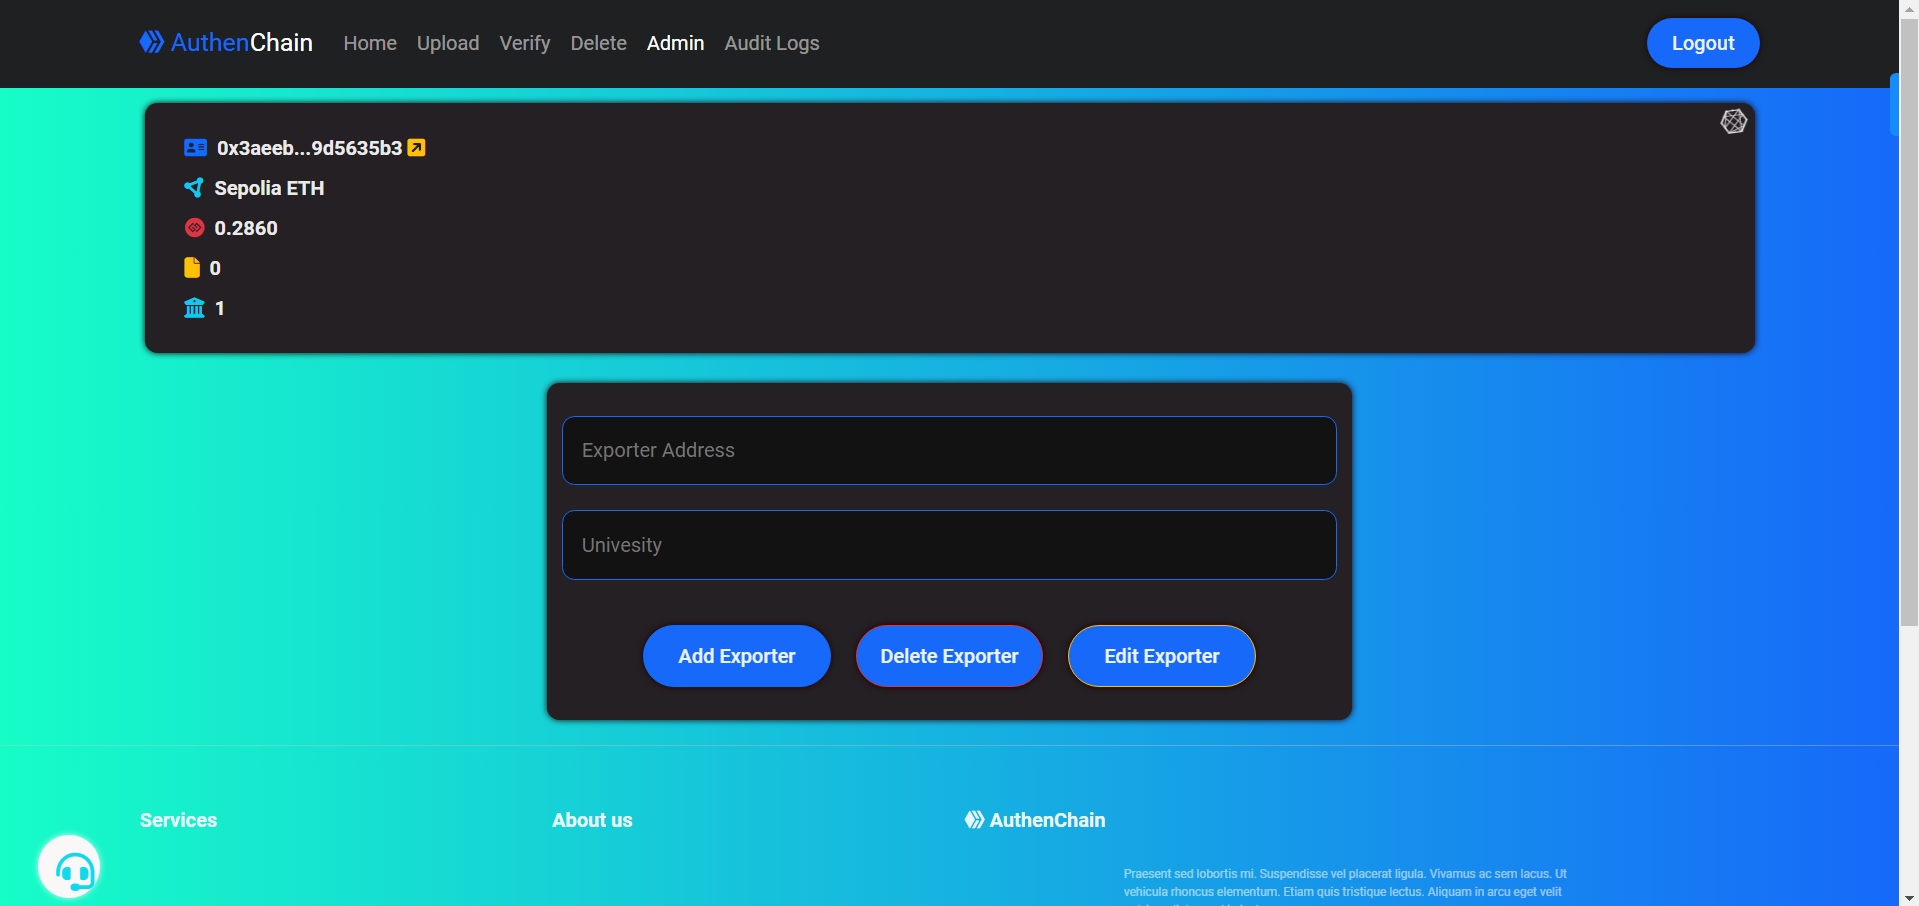 AuthenChain Home Upload Verify Delete Admin Audit Logs Logout
0x3aeeb...9d5635b3
Sepolia ETH
0.2860
0
1
Exporter Address
Univesity
Add Exporter Delete Exporter Edit Exporter
Services About us AuthenChain
Praesent sed lobortis mi. Suspendisse vel placerat ligula. Vivamus ac sem lacus. Ut
vehicula rhoncus elementum. Etiam quis tristique lectus. Aliquam in arcu eget velit